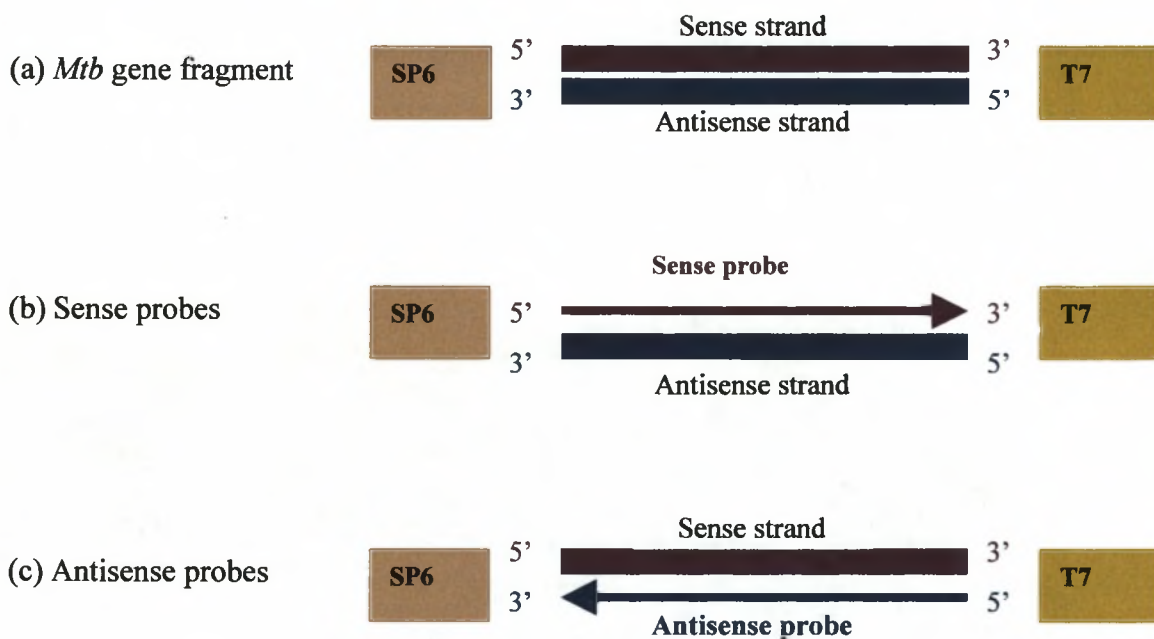 Sense strand
(a) Mtb gene fragment SP6 5’ 3’ T7
3’ 5’
Antisense strand
Sense probe
(b) Sense probes SP6 5’ 3’ T7
3’ 5’
Antisense strand
Sense strand
(c) Antisense probes SP6 5’ 3’ T7
3’ 5’
Antisense probe